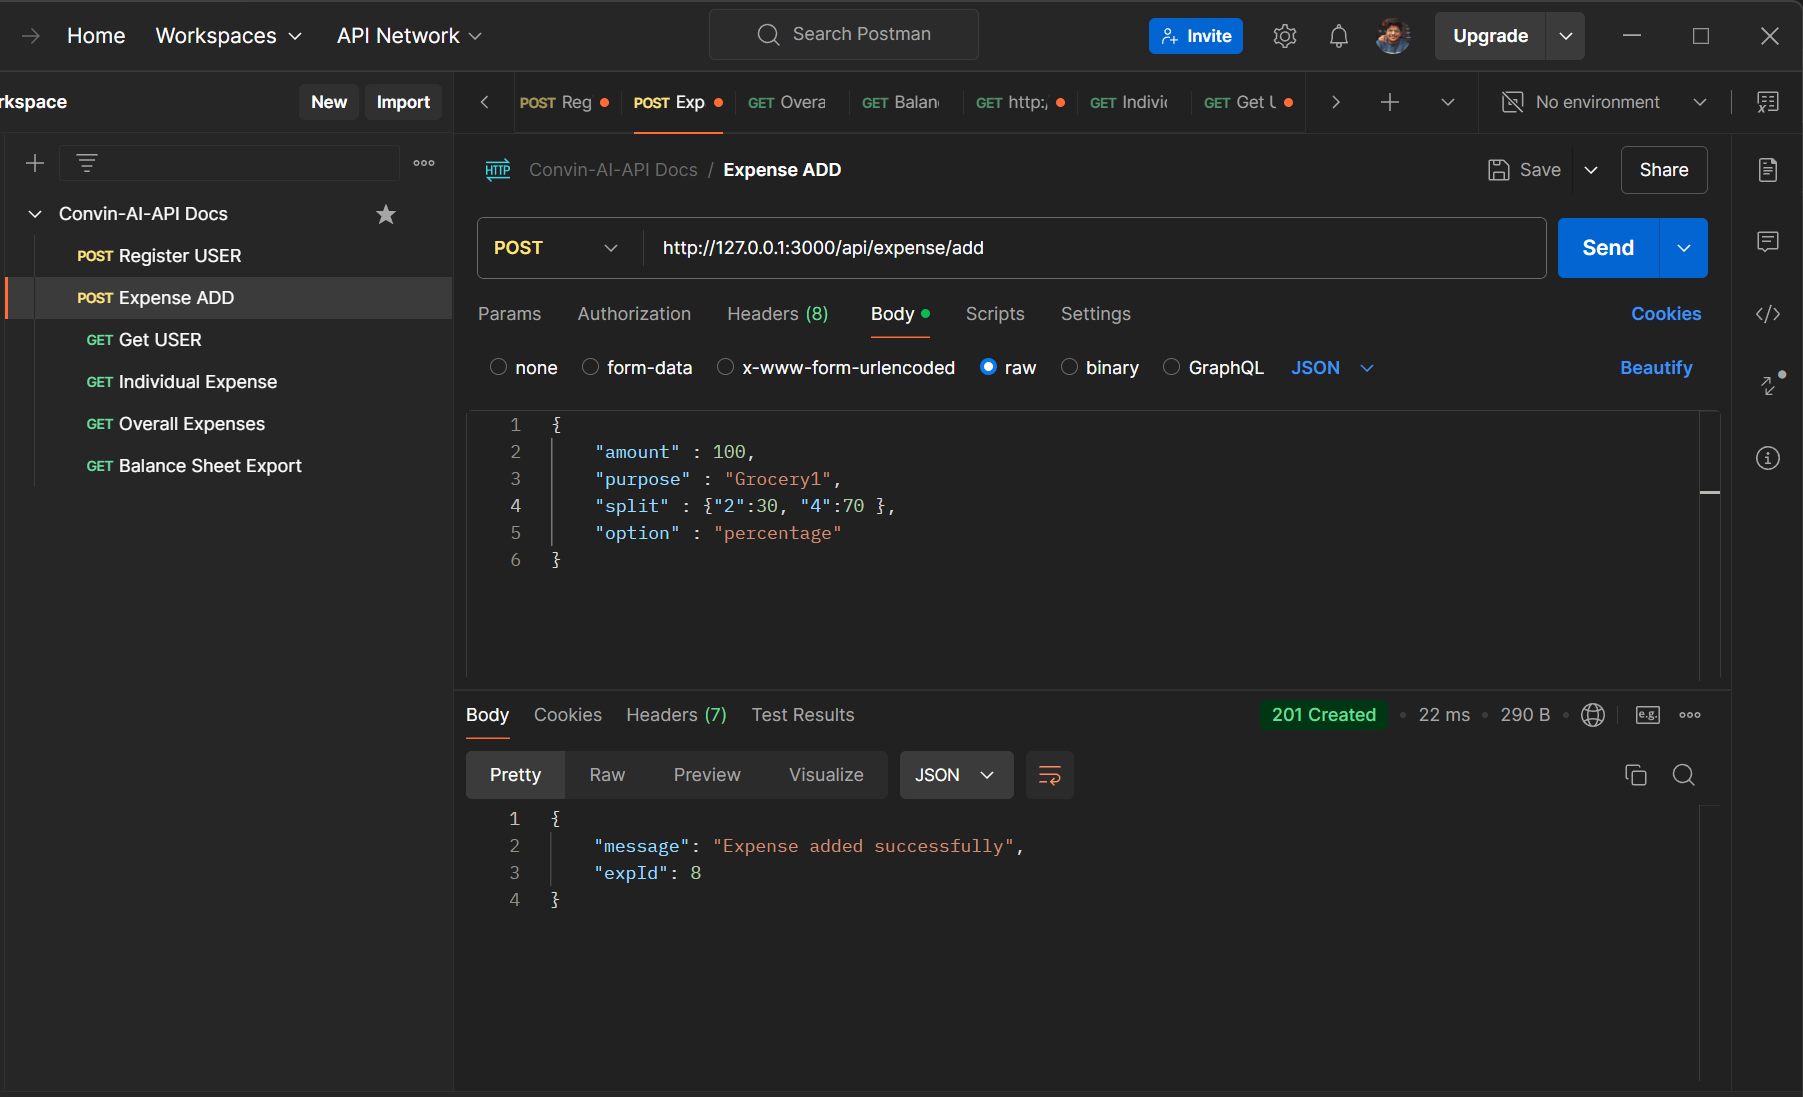 Home Workspaces API Network Search Postman Invite Upgrade
rkspace New Import
POST Reg POST Exp GET Overa GET Balan GET http:/ GET Indivi GET Get U No environment
HTTP Convin-AI-API Docs / Expense ADD Save Share
Convin-AI-API Docs
POST Register USER
POST Expense ADD
GET Get USER
GET Individual Expense
GET Overall Expenses
GET Balance Sheet Export
POST http://127.0.0.1:3000/api/expense/add Send
Params Authorization Headers (8) Body Scripts Settings Cookies
none form-data x-www-form-urlencoded raw binary GraphQL JSON Beautify
1 {
2 "amount" : 100,
3 "purpose" : "Grocery1",
4 "split" : {"2":30, "4":70 },
5 "option" : "percentage"
6 }
Body Cookies Headers (7) Test Results 201 Created 22 ms 290 B e.g.
Pretty Raw Preview Visualize JSON
1 {
2 "message": "Expense added successfully",
3 "expId": 8
4 }